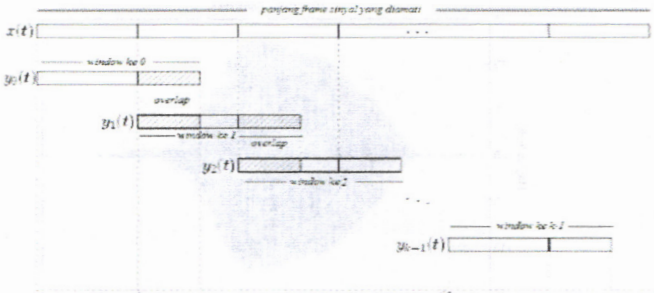 panjang frame sinyal yang diamati
x(t)
. . .
window ke 0
y₀(t)
overlap
y₁(t)
window ke 1
overlap
y₂(t)
window ke 2
. . .
window ke k-1
yₖ₋₁(t)